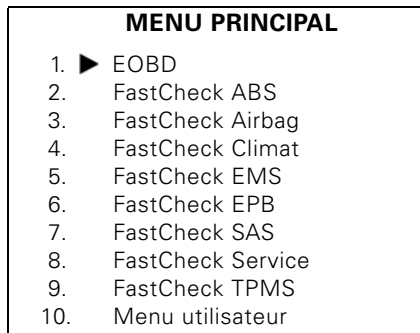 MENU PRINCIPAL
1. ▶ EOBD
2. FastCheck ABS
3. FastCheck Airbag
4. FastCheck Climat
5. FastCheck EMS
6. FastCheck EPB
7. FastCheck SAS
8. FastCheck Service
9. FastCheck TPMS
10. Menu utilisateur